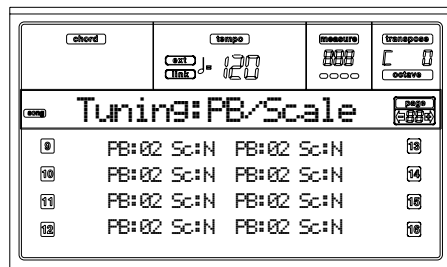 chord tempo measure transpose
ext link ♩= 120 888 C 0
octave
song Tuning:PB/Scale page
9 PB:02 Sc:N PB:02 Sc:N 13
10 PB:02 Sc:N PB:02 Sc:N 14
11 PB:02 Sc:N PB:02 Sc:N 15
12 PB:02 Sc:N PB:02 Sc:N 16